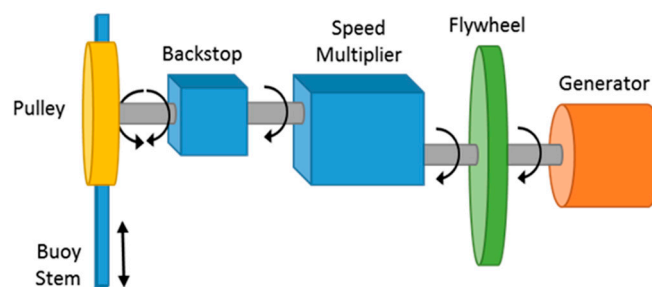 Pulley
Backstop
Speed
Multiplier
Flywheel
Generator
Buoy
Stem